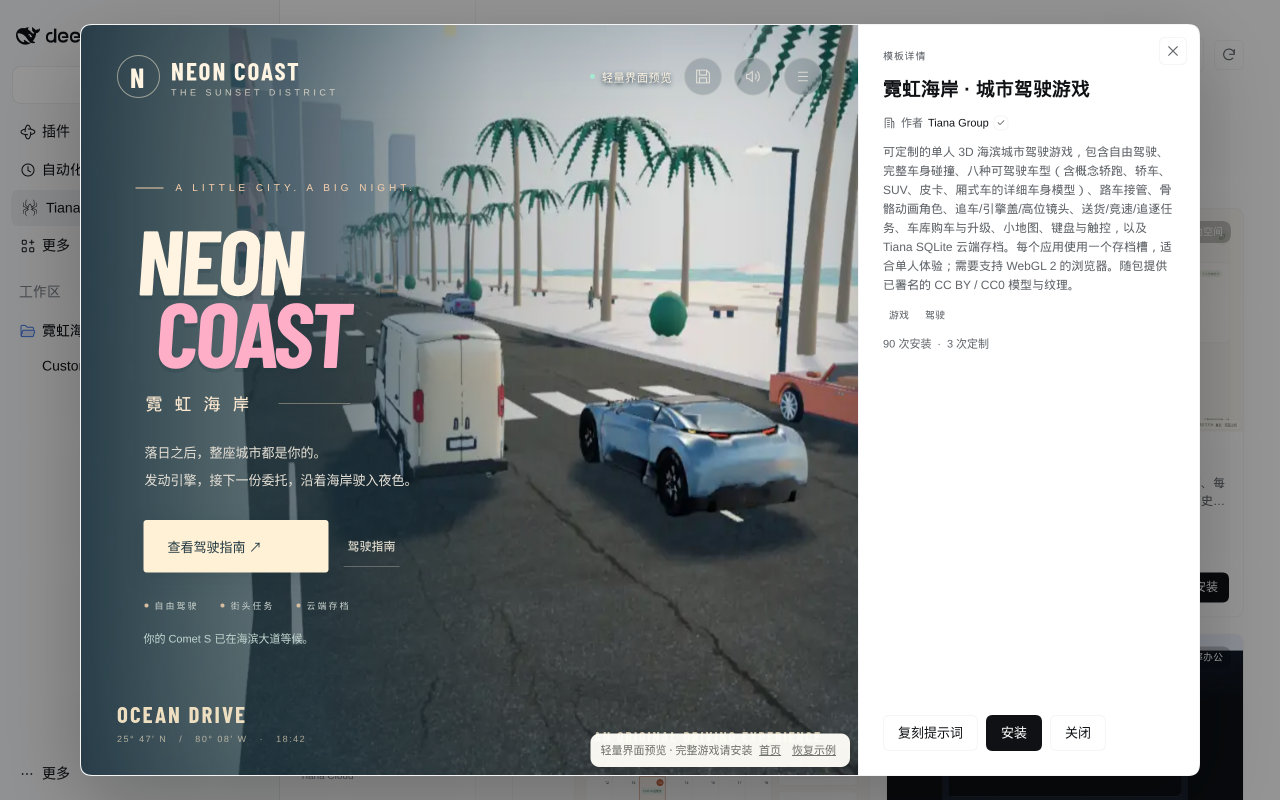 dee
插件
自动化
Tiana
更多
工作区
霓虹海
Custo
更多
N
NEON COAST
THE SUNSET DISTRICT
轻量界面预览
A LITTLE CITY. A BIG NIGHT.
NEON
COAST
霓虹海岸
落日之后，整座城市都是你的。
发动引擎，接下一份委托，沿着海岸驶入夜色。
查看驾驶指南 ↗
驾驶指南
自由驾驶
街头任务
云端存档
你的 Comet S 已在海滨大道等候。
OCEAN DRIVE
25° 47' N / 80° 08' W · 18:42
轻量界面预览 · 完整游戏请安装 首页 恢复示例
模板详情
霓虹海岸 · 城市驾驶游戏
作者 Tiana Group
可定制的单人 3D 海滨城市驾驶游戏，包含自由驾驶、
完整车身碰撞、八种可驾驶车型（含概念轿跑、轿车、
SUV、皮卡、厢式车的详细车身模型）、路车接管、骨
骼动画角色、追车/引擎盖/高位镜头、送货/竞速/追逐任
务、车库购车与升级、小地图、键盘与触控，以及
Tiana SQLite 云端存档。每个应用使用一个存档槽，适
合单人体验；需要支持 WebGL 2 的浏览器。随包提供
已署名的 CC BY / CC0 模型与纹理。
游戏
驾驶
90 次安装 · 3 次定制
复刻提示词
安装
关闭
空间
、每
史...
安装
办公
Tiana Cloud